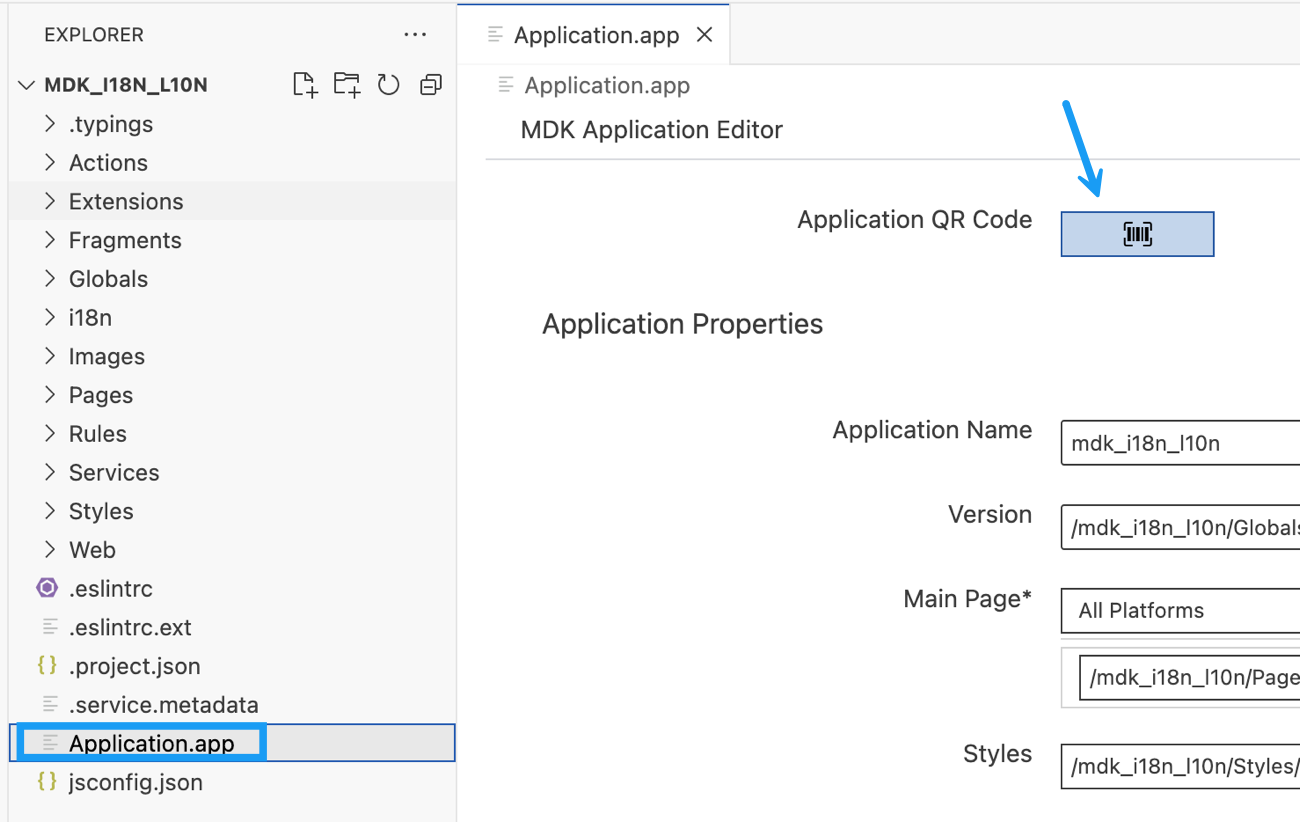 EXPLORER
MDK_I18N_L10N
.typings
Actions
Extensions
Fragments
Globals
i18n
Images
Pages
Rules
Services
Styles
Web
.eslintrc
.eslintrc.ext
.project.json
.service.metadata
Application.app
jsconfig.json
Application.app
Application.app
MDK Application Editor
Application QR Code
Application Properties
Application Name
mdk_i18n_l10n
Version
/mdk_i18n_l10n/Globals
Main Page*
All Platforms
/mdk_i18n_l10n/Page
Styles
/mdk_i18n_l10n/Styles/